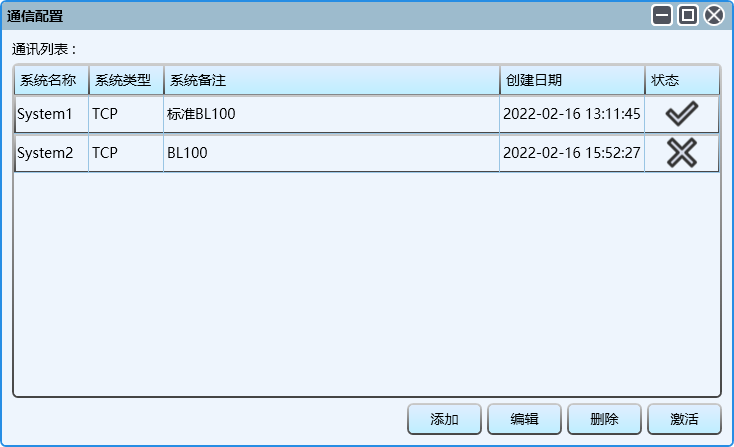 通信配置
通讯列表：
系统名称 系统类型 系统备注 创建日期 状态
System1 TCP 标准BL100 2022-02-16 13:11:45
System2 TCP BL100 2022-02-16 15:52:27
添加 编辑 删除 激活